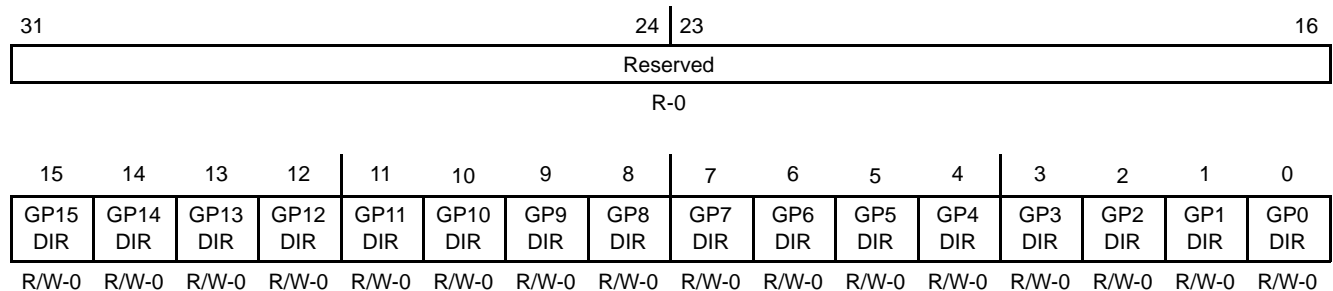 31 24 23 16
Reserved
R-0
15 14 13 12 11 10 9 8 7 6 5 4 3 2 1 0
GP15 GP14 GP13 GP12 GP11 GP10 GP9 GP8 GP7 GP6 GP5 GP4 GP3 GP2 GP1 GP0
DIR DIR DIR DIR DIR DIR DIR DIR DIR DIR DIR DIR DIR DIR DIR DIR
R/W-0 R/W-0 R/W-0 R/W-0 R/W-0 R/W-0 R/W-0 R/W-0 R/W-0 R/W-0 R/W-0 R/W-0 R/W-0 R/W-0 R/W-0 R/W-0